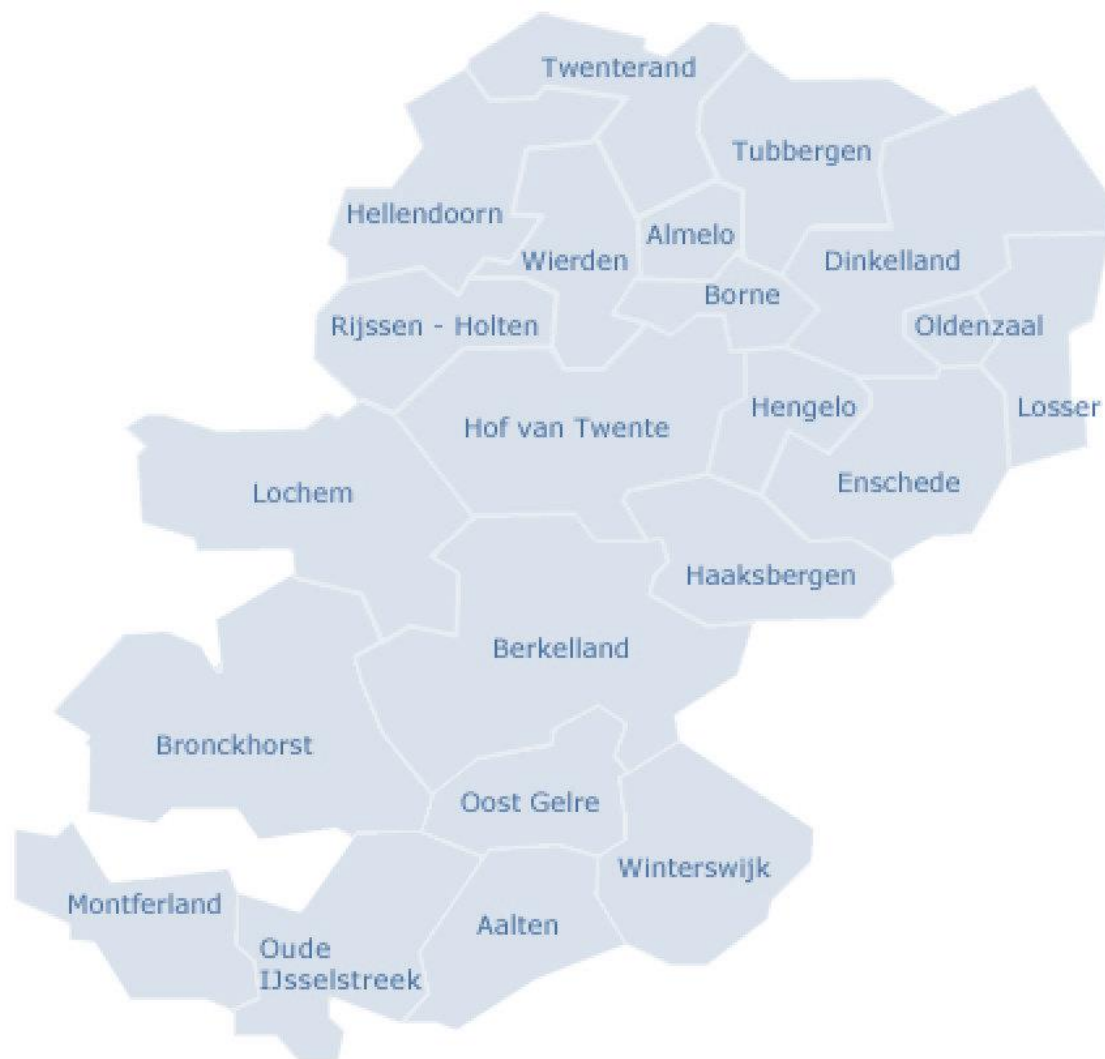 Twenterand
Tubbergen
Hellendoorn
Almelo
Wierden
Dinkelland
Borne
Rijssen - Holten
Oldenzaal
Hengelo
Losser
Hof van Twente
Enschede
Lochem
Haaksbergen
Berkelland
Bronckhorst
Oost Gelre
Winterswijk
Montferland
Aalten
Oude
IJsselstreek